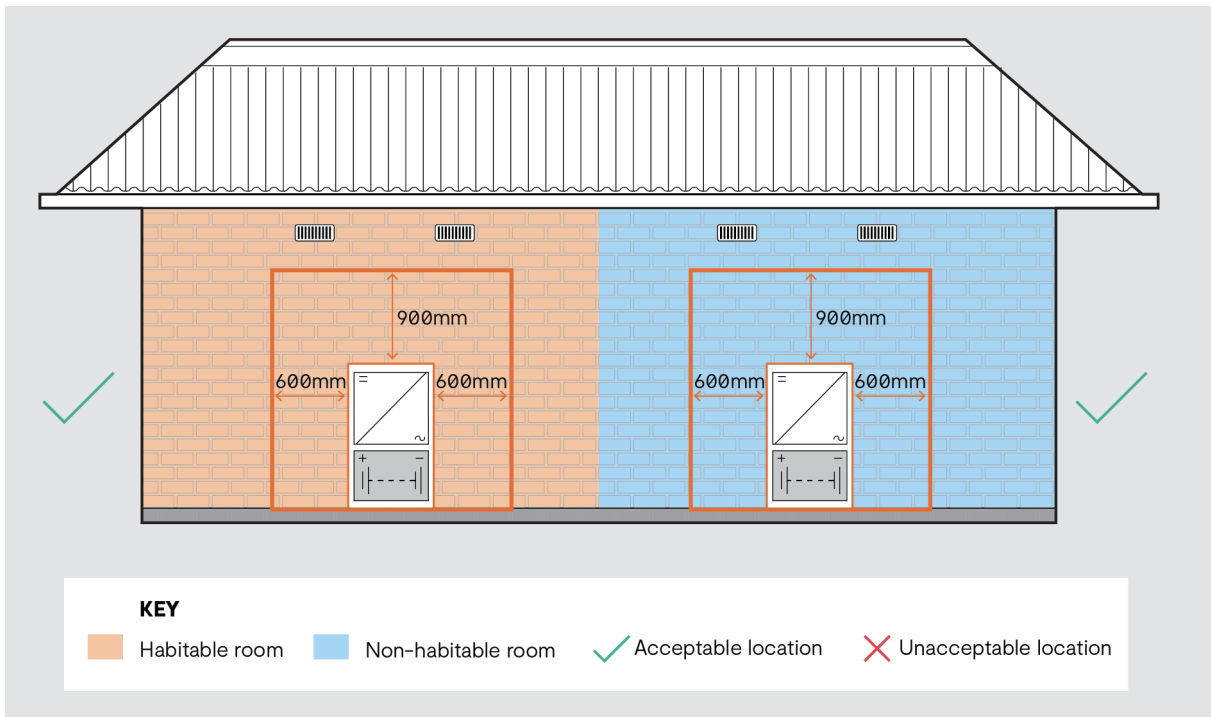 900mm
900mm
600mm 600mm 600mm 600mm
+ −
+ −
KEY
Habitable room Non-habitable room Acceptable location Unacceptable location